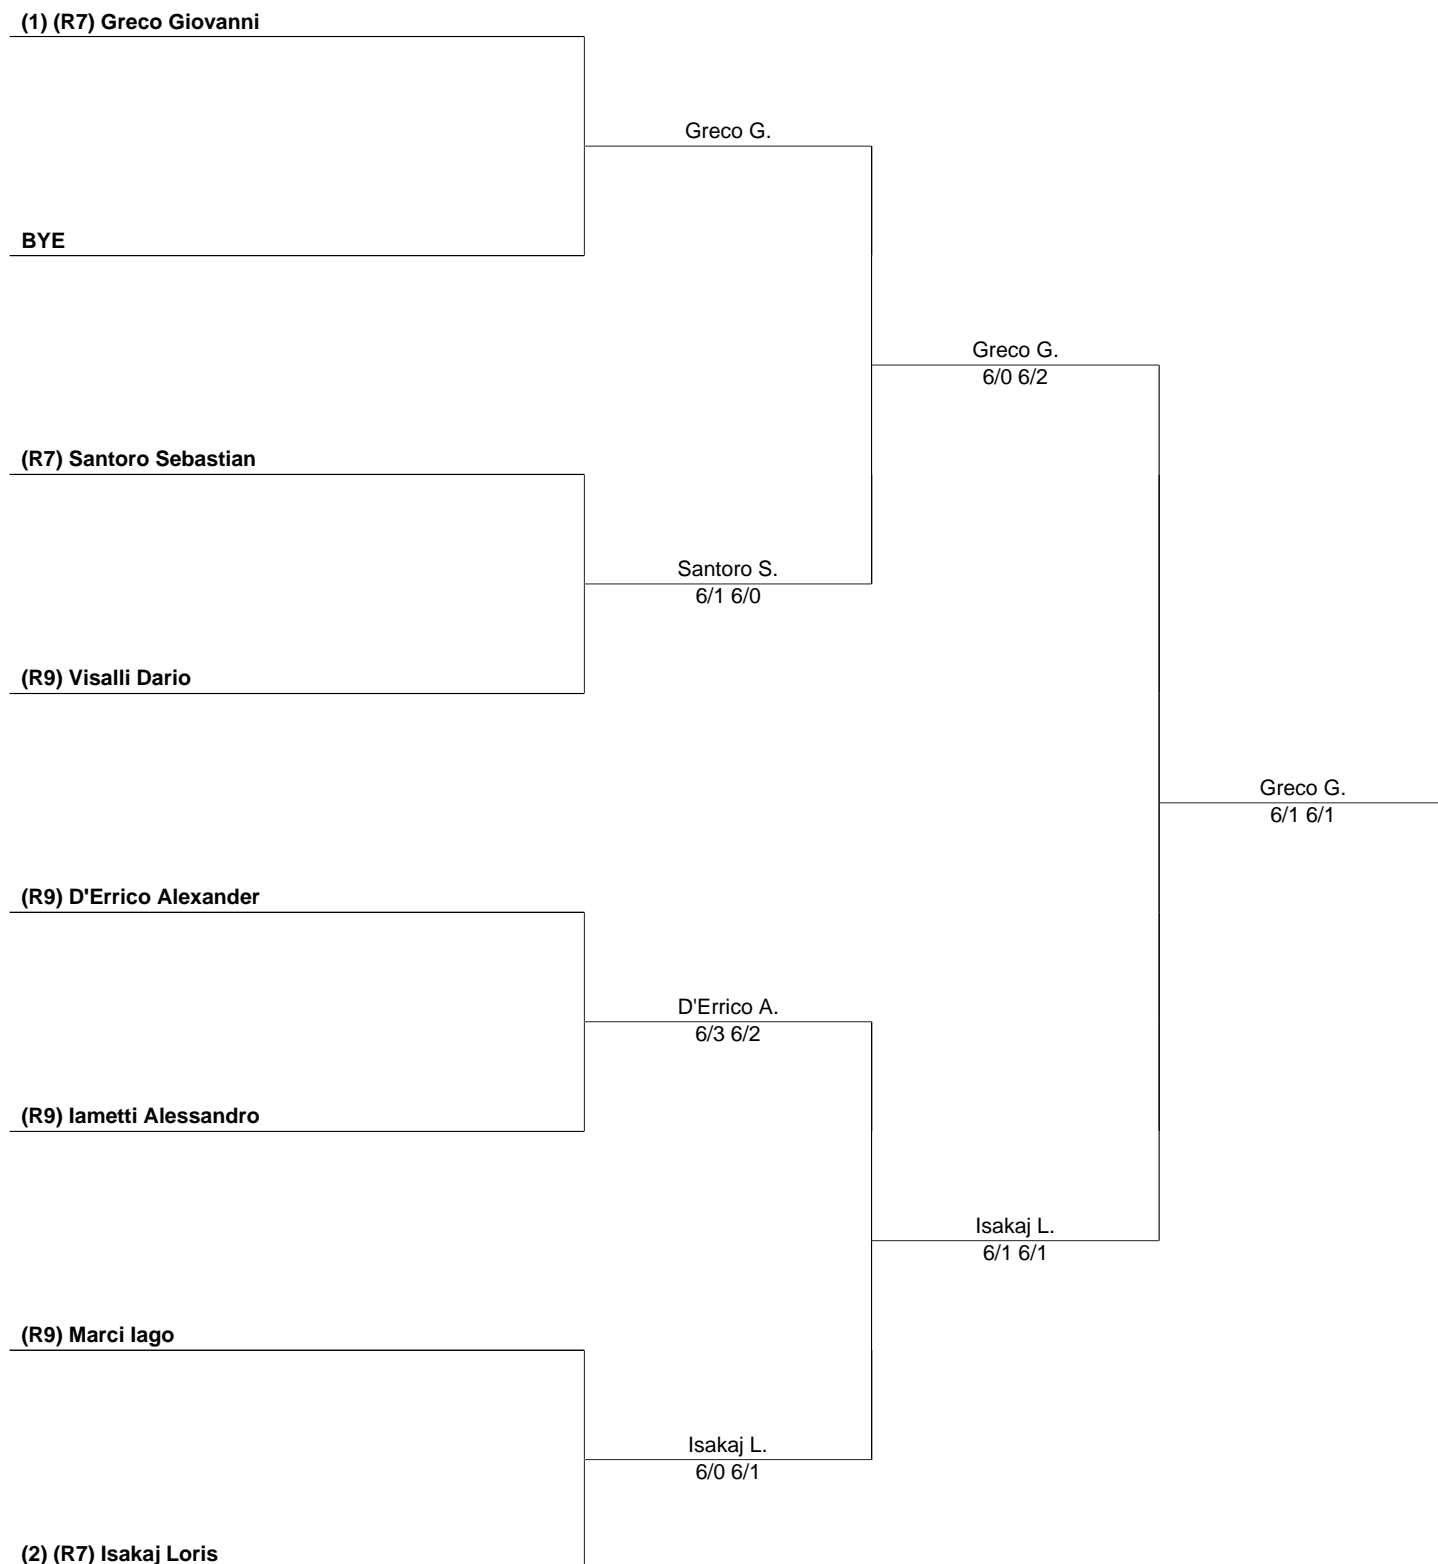 (1) (R7) Greco Giovanni
Greco G.
BYE
Greco G.
6/0 6/2
(R7) Santoro Sebastian
Santoro S.
6/1 6/0
(R9) Visalli Dario
Greco G.
6/1 6/1
(R9) D'Errico Alexander
D'Errico A.
6/3 6/2
(R9) Iametti Alessandro
Isakaj L.
6/1 6/1
(R9) Marci Iago
Isakaj L.
6/0 6/1
(2) (R7) Isakaj Loris